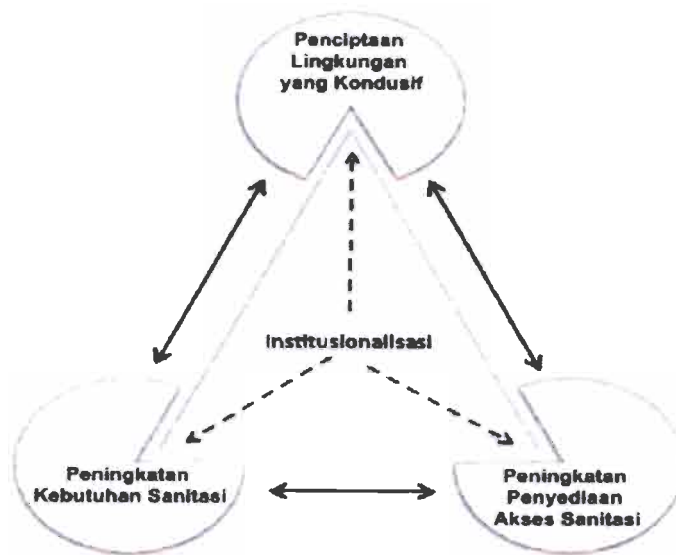 Penciptaan
Lingkungan
yang Kondusif
Institusionalisasi
Peningkatan
Kebutuhan Sanitasi
Peningkatan
Penyediaan
Akses Sanitasi